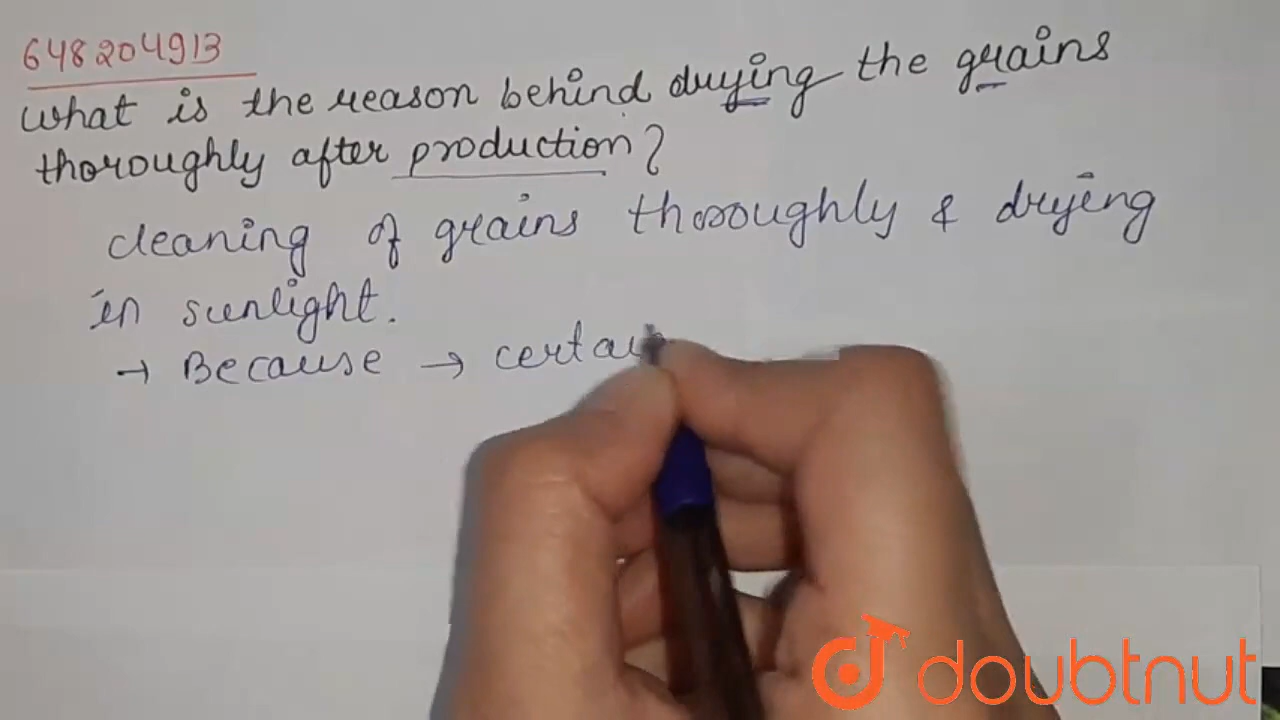 648204913
What is the reason behind drying the grains
thoroughly after production?
cleaning of grains thoroughly & drying
in sunlight.
→ Because → certai
doubtnut